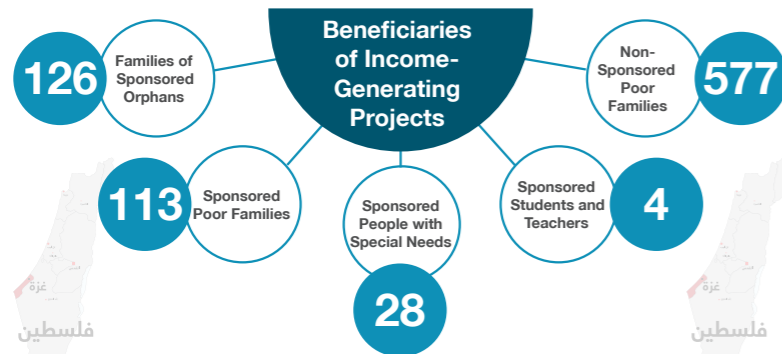 Beneficiaries
of Income-
Generating
Projects
126
Families of
Sponsored
Orphans
113
Sponsored
Poor Families
Sponsored
People with
Special Needs
28
Sponsored
Students and
Teachers
4
Non-
Sponsored
Poor
Families
577
غزة
فلسطين
غزة
فلسطين